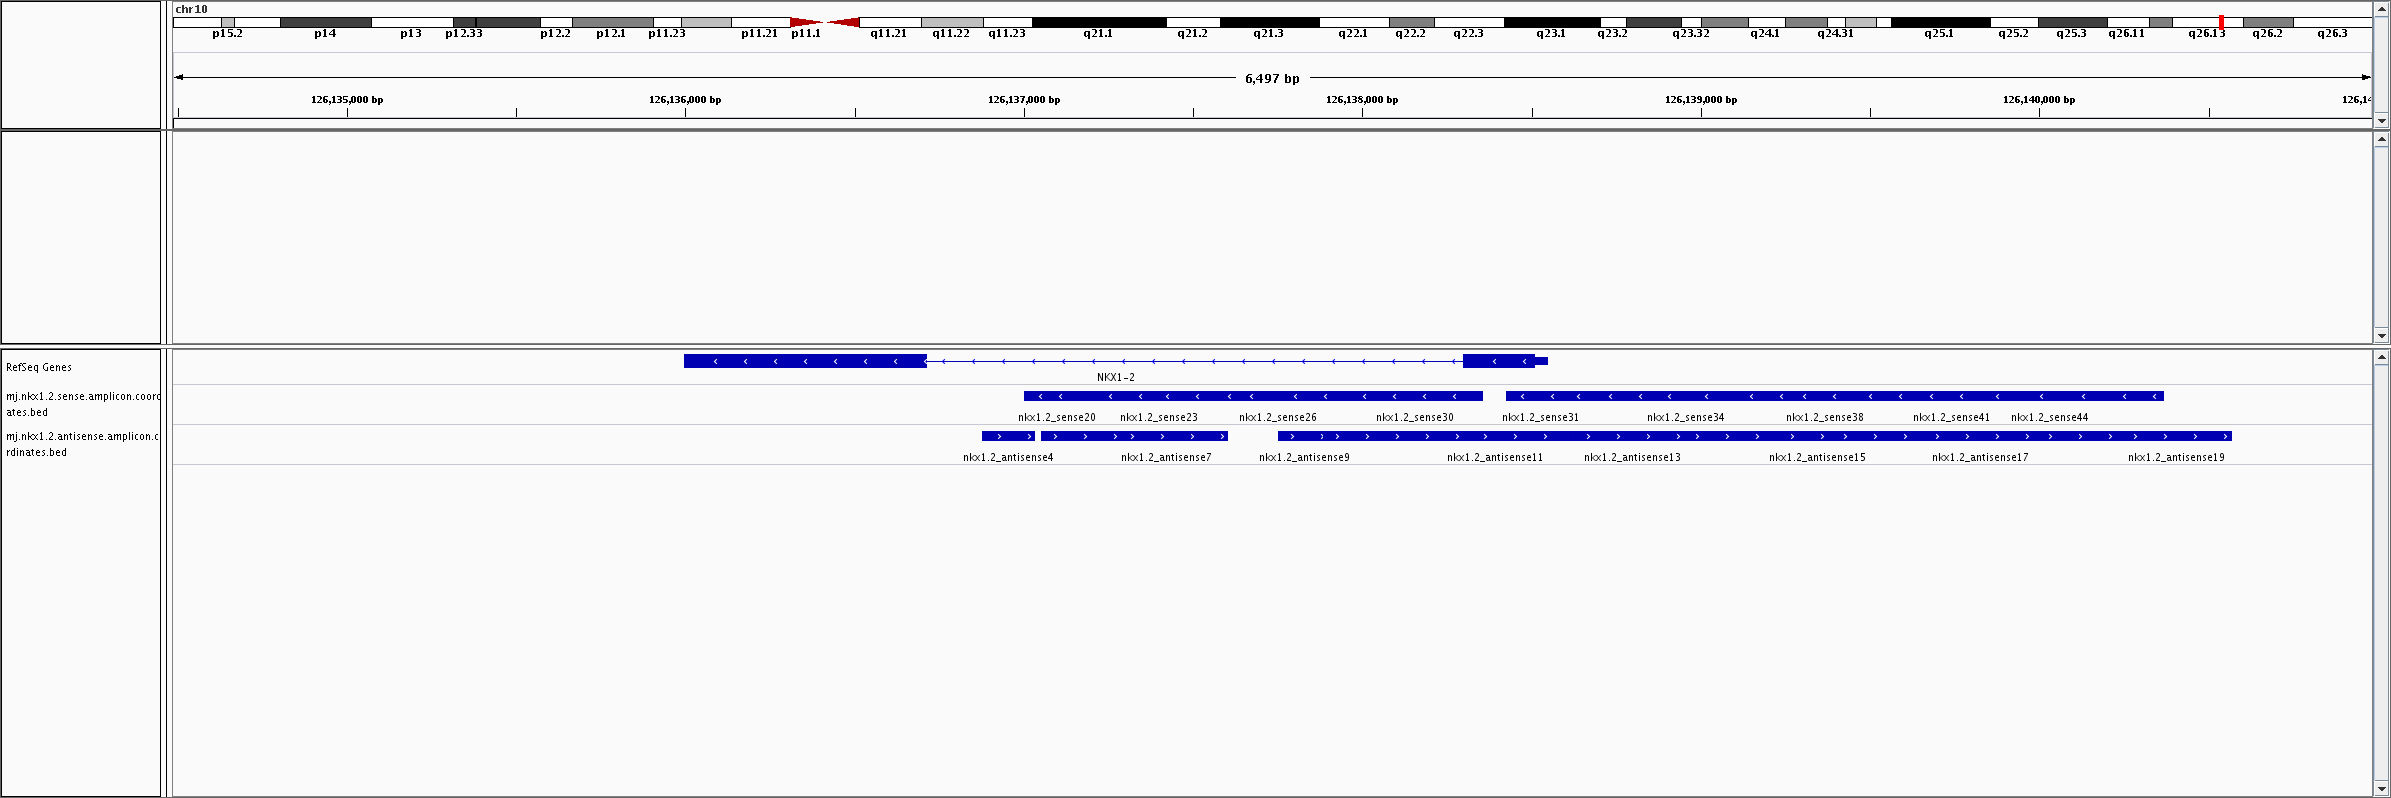 chr10
p15.2 p14 p13 p12.33 p12.2 p12.1 p11.23 p11.21 p11.1 q11.21 q11.22 q11.23 q21.1 q21.2 q21.3 q22.1 q22.2 q22.3 q23.1 q23.2 q23.32 q24.1 q24.31 q25.1 q25.2 q25.3 q26.11 q26.13 q26.2 q26.3
6,497 bp
126,135,000 bp 126,136,000 bp 126,137,000 bp 126,138,000 bp 126,139,000 bp 126,140,000 bp 126,14
RefSeq Genes
NKX1-2
mj.nkx1.2.sense.amplicon.coord
ates.bed
nkx1.2_sense20 nkx1.2_sense23 nkx1.2_sense26 nkx1.2_sense30 nkx1.2_sense31 nkx1.2_sense34 nkx1.2_sense38 nkx1.2_sense41 nkx1.2_sense44
mj.nkx1.2.antisense.amplicon.c
rdinates.bed
nkx1.2_antisense4 nkx1.2_antisense7 nkx1.2_antisense9 nkx1.2_antisense11 nkx1.2_antisense13 nkx1.2_antisense15 nkx1.2_antisense17 nkx1.2_antisense19